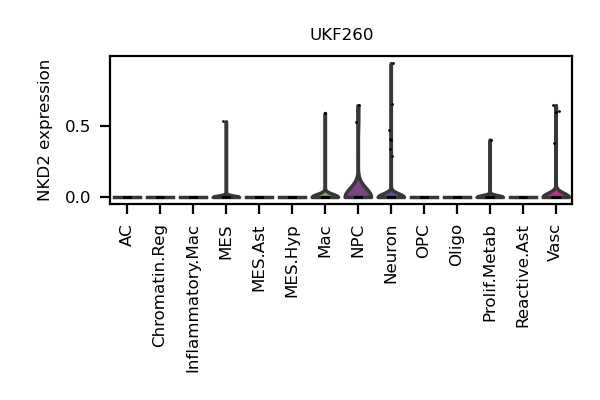 UKF260
NKD2 expression
0.5
0.0
AC
Chromatin.Reg
Inflammatory.Mac
MES
MES.Ast
MES.Hyp
Mac
NPC
Neuron
OPC
Oligo
Prolif.Metab
Reactive.Ast
Vasc